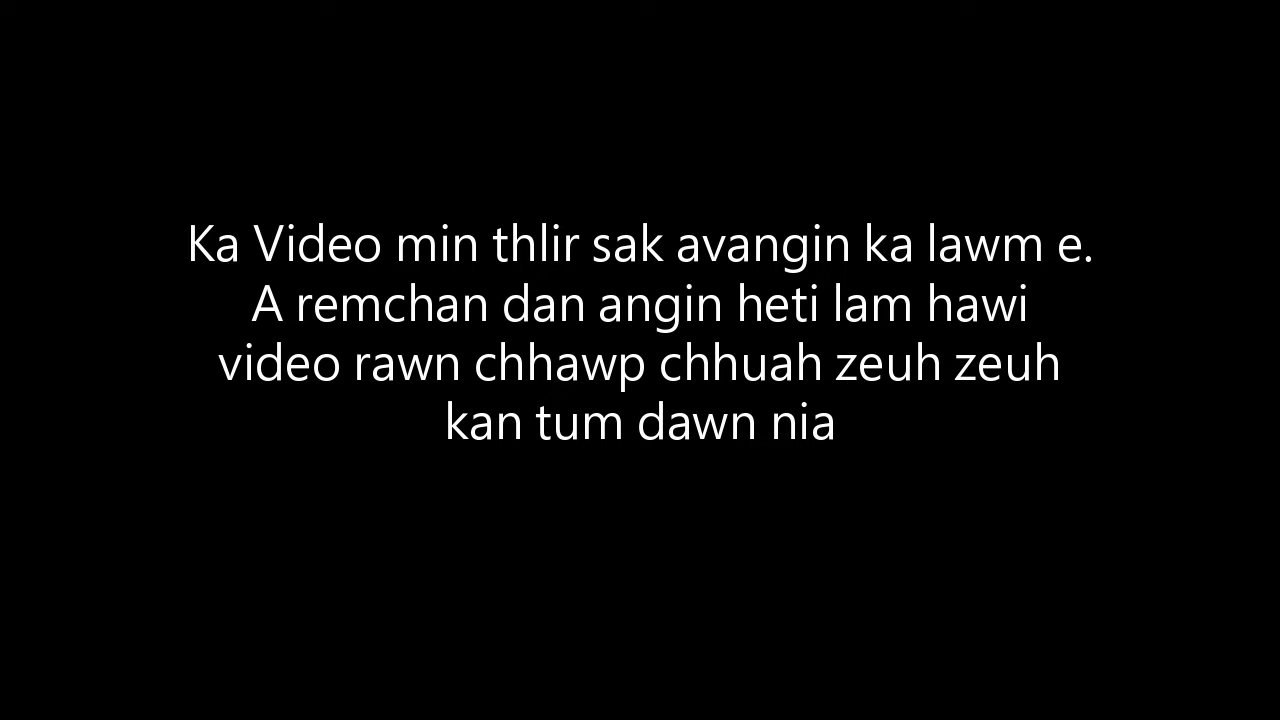 Ka Video min thlir sak avangin ka lawm e.
A remchan dan angin heti lam hawi
video rawn chhawp chhuah zeuh zeuh
kan tum dawn nia